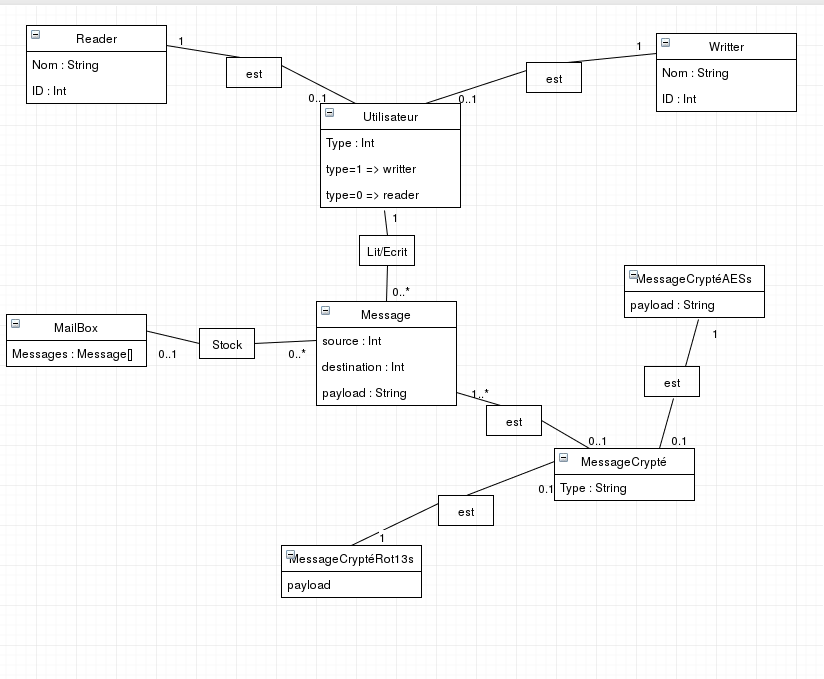 Reader
Nom : String
ID : Int
1
est
0..1
Writter
Nom : String
ID : Int
1
est
0..1
Utilisateur
Type : Int
type=1 => writter
type=0 => reader
1
Lit/Ecrit
0..*
MessageCryptéAESs
payload : String
1
est
0.1
MailBox
Messages : Message[]
0..1
Stock
0..*
Message
source : Int
destination : Int
payload : String
1..*
est
0..1
MessageCrypté
Type : String
0.1
est
1
MessageCryptéRot13s
payload